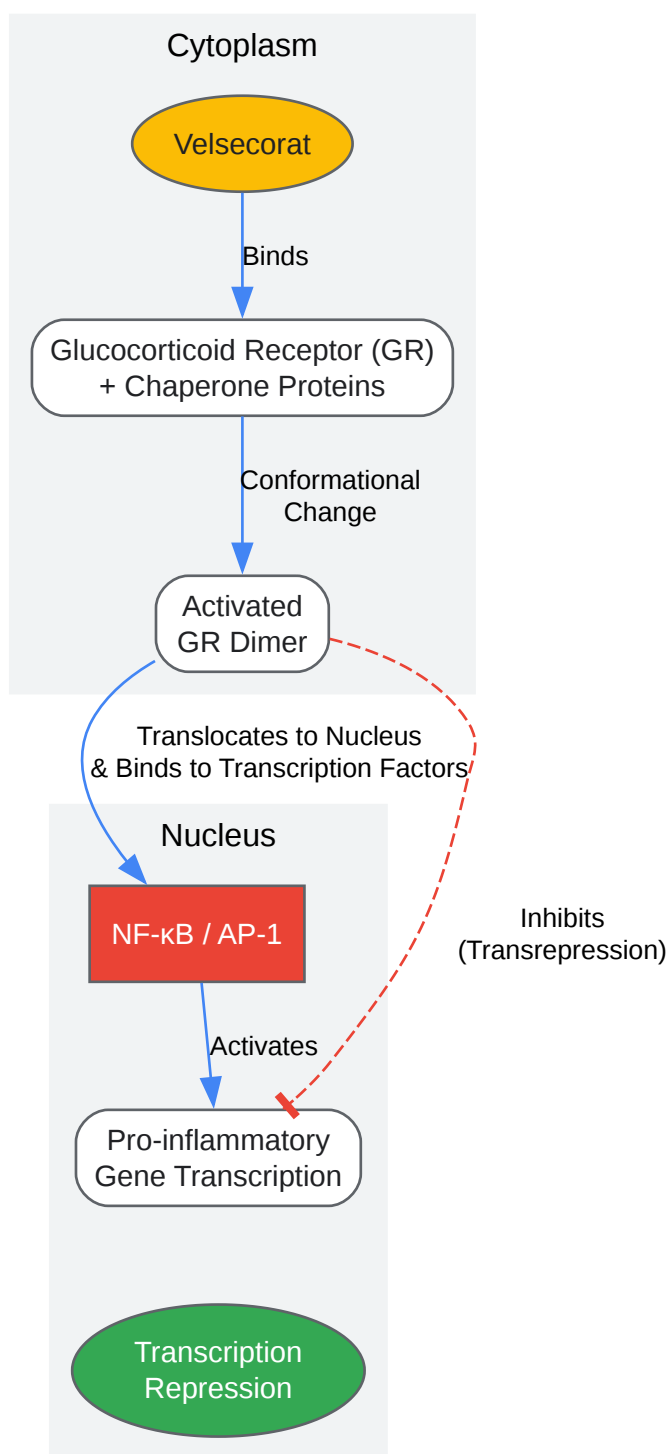 Cytoplasm
Velsecorat
Binds
Glucocorticoid Receptor (GR)
+ Chaperone Proteins
Conformational
Change
Activated
GR Dimer
Translocates to Nucleus
& Binds to Transcription Factors
Nucleus
NF-κB / AP-1
Inhibits
(Transrepression)
Activates
Pro-inflammatory
Gene Transcription
Transcription
Repression